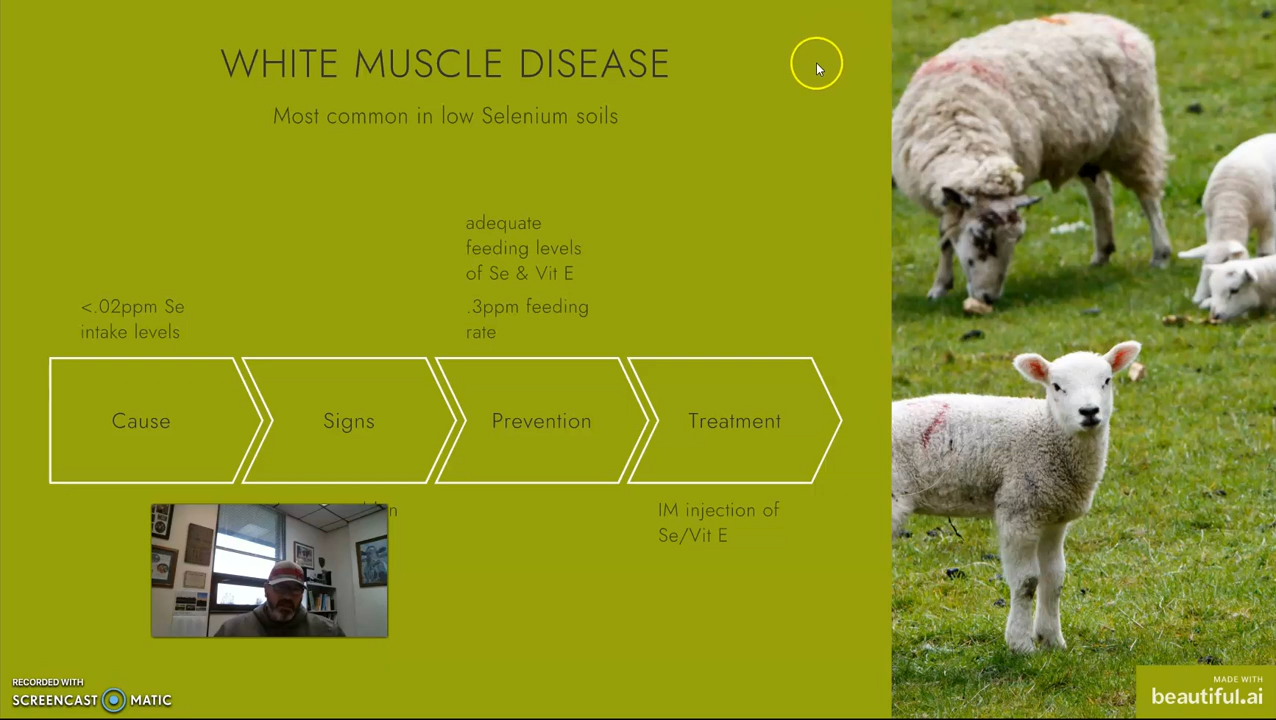 WHITE MUSCLE DISEASE
Most common in low Selenium soils
adequate
feeding levels
of Se & Vit E
<.02ppm Se
intake levels
.3ppm feeding
rate
Cause
Signs
Prevention
Treatment
IM injection of
Se/Vit E
RECORDED WITH
SCREENCAST MATIC
MADE WITH
beautiful.ai